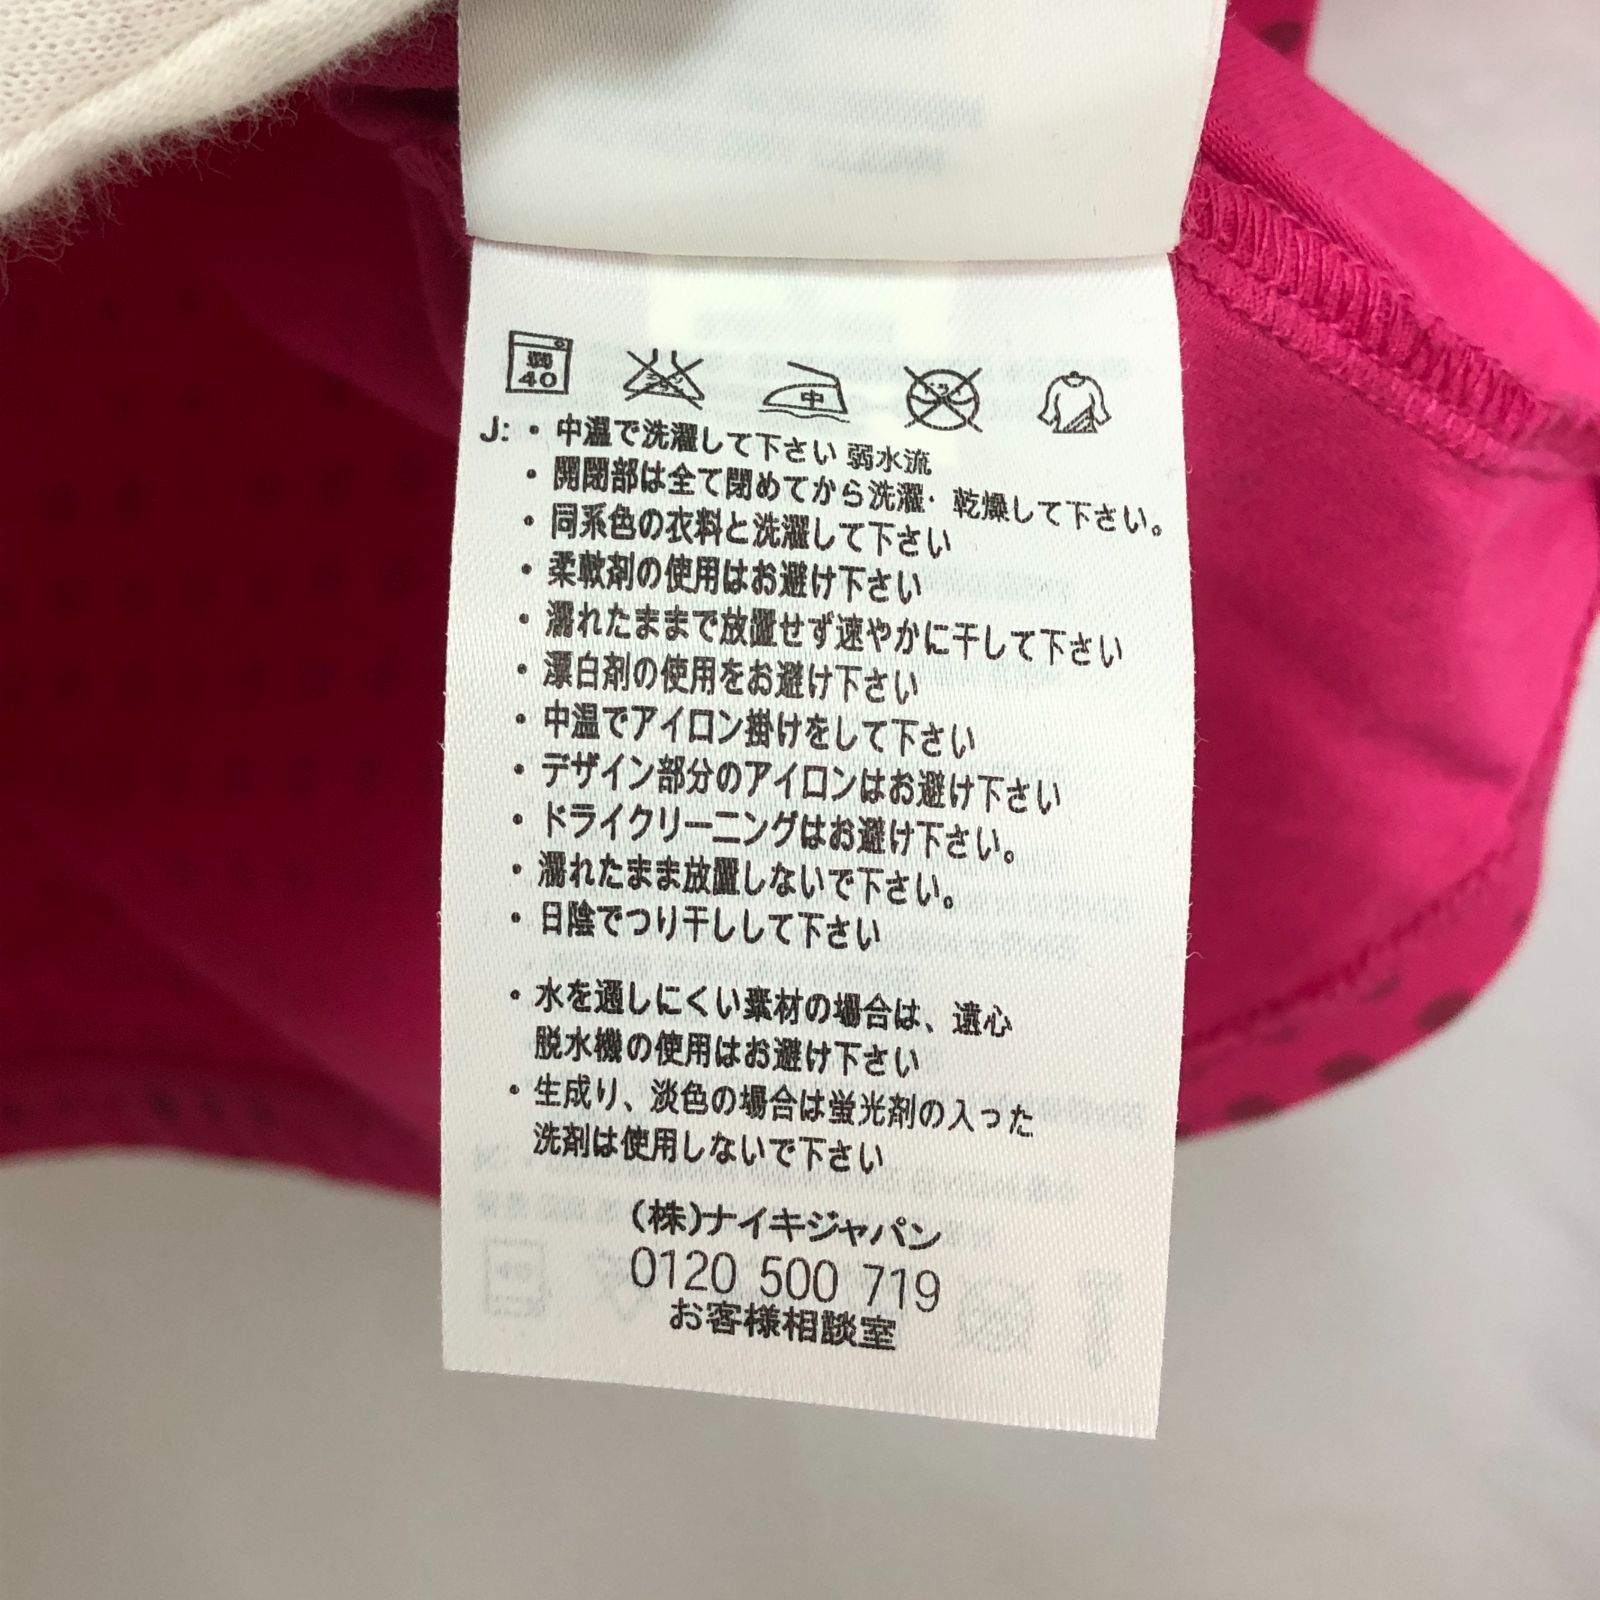 弱
40
中
J: ・中温で洗濯して下さい 弱水流
・開閉部は全て閉めてから洗濯・乾燥して下さい。
・同系色の衣料と洗濯して下さい
・柔軟剤の使用はお避け下さい
・濡れたままで放置せず速やかに干して下さい
・漂白剤の使用をお避け下さい
・中温でアイロン掛けをして下さい
・デザイン部分のアイロンはお避け下さい
・ドライクリーニングはお避け下さい。
・濡れたまま放置しないで下さい。
・日陰でつり干しして下さい
・水を通しにくい素材の場合は、遠心
脱水機の使用はお避け下さい
・生成り、淡色の場合は蛍光剤の入った
洗剤は使用しないで下さい
(株)ナイキジャパン
0120 500 719
お客様相談室